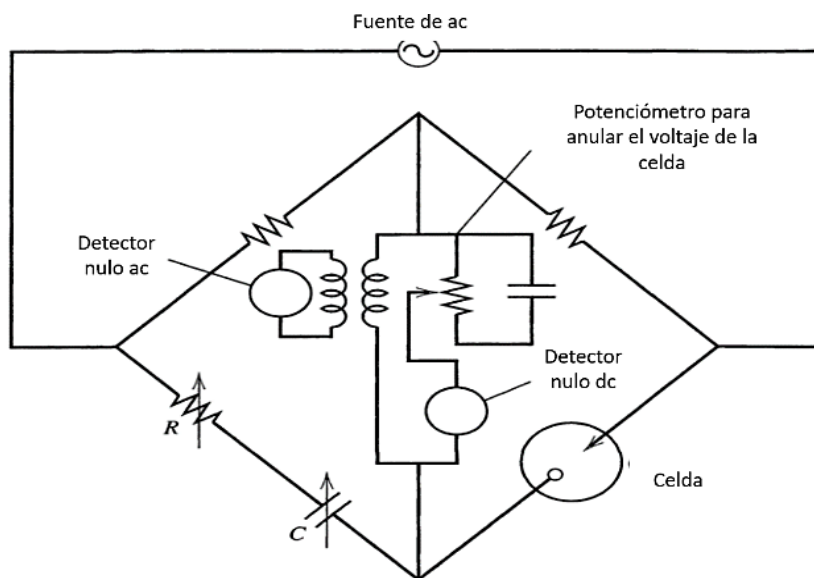 Fuente de ac
Potenciómetro para
anular el voltaje de la
celda
Detector
nulo ac
Detector
nulo dc
R
C
Celda